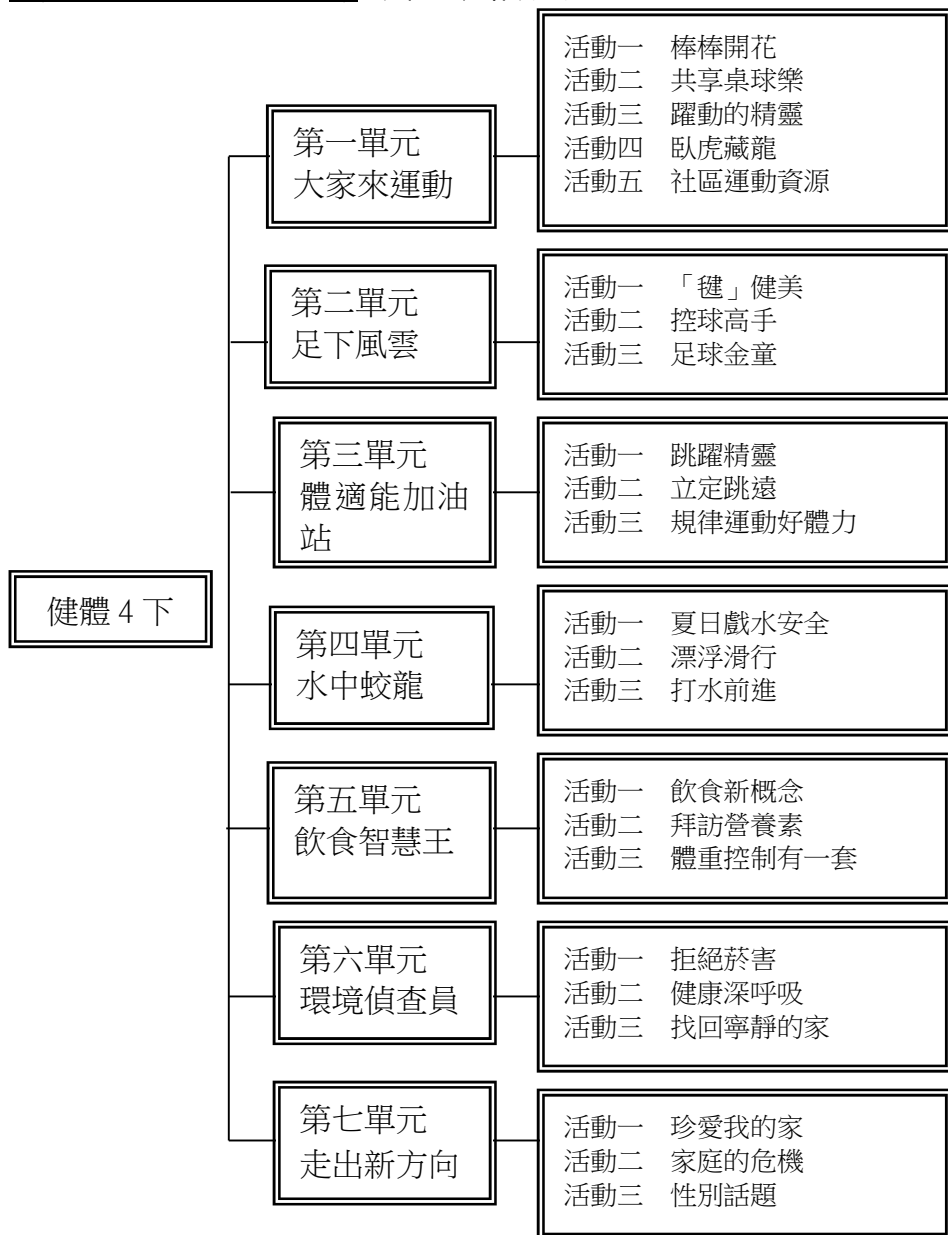 活動一　棒棒開花
活動二　共享桌球樂
活動三　躍動的精靈
活動四　臥虎藏龍
活動五　社區運動資源
第一單元
大家來運動
活動一　「毽」健美
活動二　控球高手
活動三　足球金童
第二單元
足下風雲
活動一　跳躍精靈
活動二　立定跳遠
活動三　規律運動好體力
第三單元
體適能加油
站
健體 4 下
活動一　夏日戲水安全
活動二　漂浮滑行
活動三　打水前進
第四單元
水中蛟龍
活動一　飲食新概念
活動二　拜訪營養素
活動三　體重控制有一套
第五單元
飲食智慧王
活動一　拒絕菸害
活動二　健康深呼吸
活動三　找回寧靜的家
第六單元
環境偵查員
活動一　珍愛我的家
活動二　家庭的危機
活動三　性別話題
第七單元
走出新方向